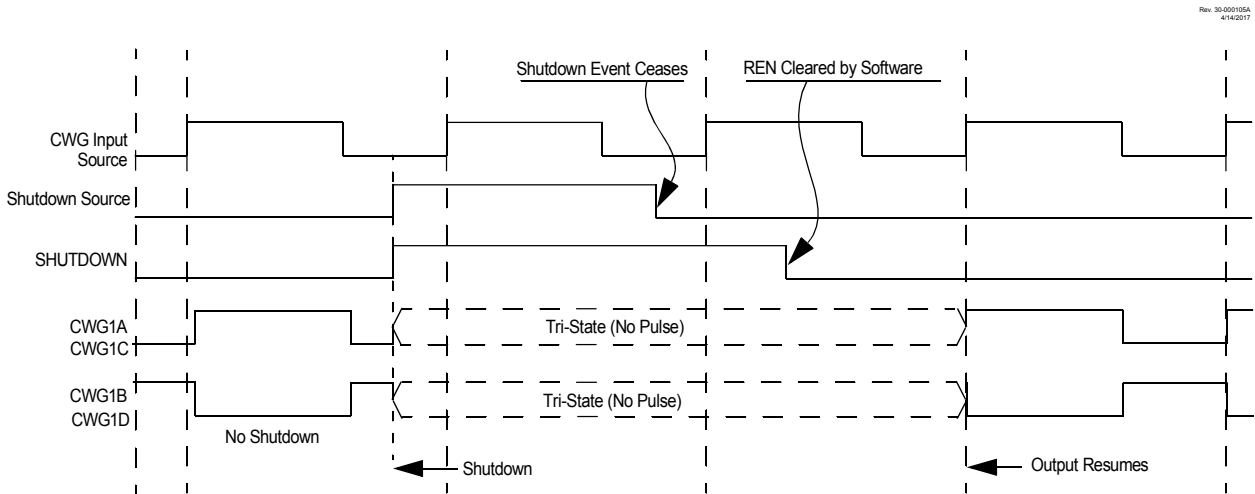 Rev. 30-000105A
4/14/2017
Shutdown Event Ceases
REN Cleared by Software
CWG Input
Source
Shutdown Source
SHUTDOWN
CWG1A
CWG1C
Tri-State (No Pulse)
CWG1B
CWG1D
Tri-State (No Pulse)
No Shutdown
Shutdown
Output Resumes